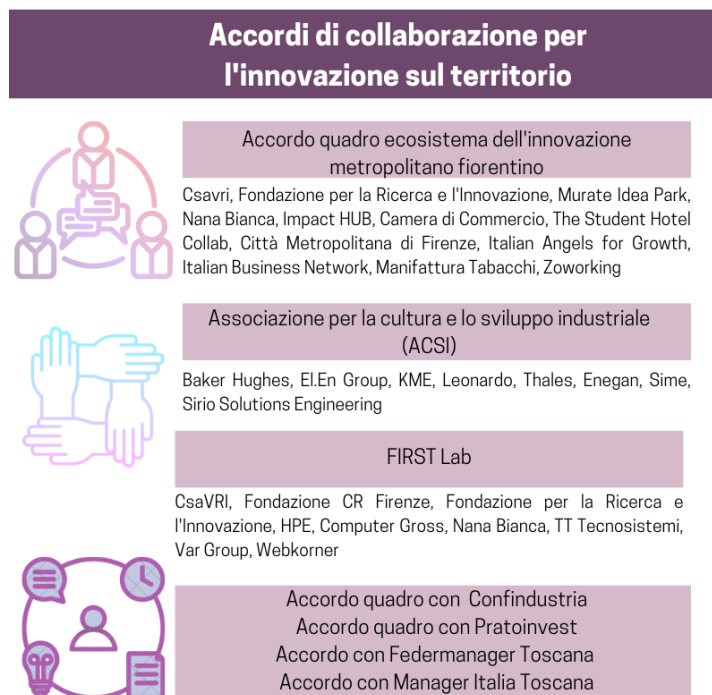 Accordi di collaborazione per
l'innovazione sul territorio
Accordo quadro ecosistema dell'innovazione
metropolitano fiorentino
Csavri, Fondazione per la Ricerca e l'Innovazione, Murate Idea Park,
Nana Bianca, Impact HUB, Camera di Commercio, The Student Hotel
Collab, Città Metropolitana di Firenze, Italian Angels for Growth,
Italian Business Network, Manifattura Tabacchi, Zoworking
Associazione per la cultura e lo sviluppo industriale
(ACSI)
Baker Hughes, El.En Group, KME, Leonardo, Thales, Enegan, Sime,
Sirio Solutions Engineering
FIRST Lab
CsaVRI, Fondazione CR Firenze, Fondazione per la Ricerca e
l'Innovazione, HPE, Computer Gross, Nana Bianca, TT Tecnosistemi,
Var Group, Webkorner
Accordo quadro con Confindustria
Accordo quadro con Pratoinvest
Accordo con Federmanager Toscana
Accordo con Manager Italia Toscana